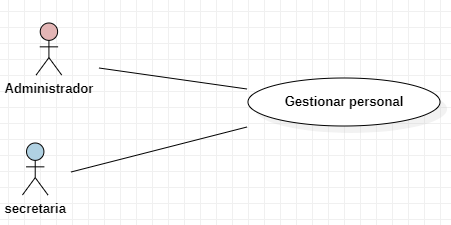 Administrador
Gestionar personal
secretaria